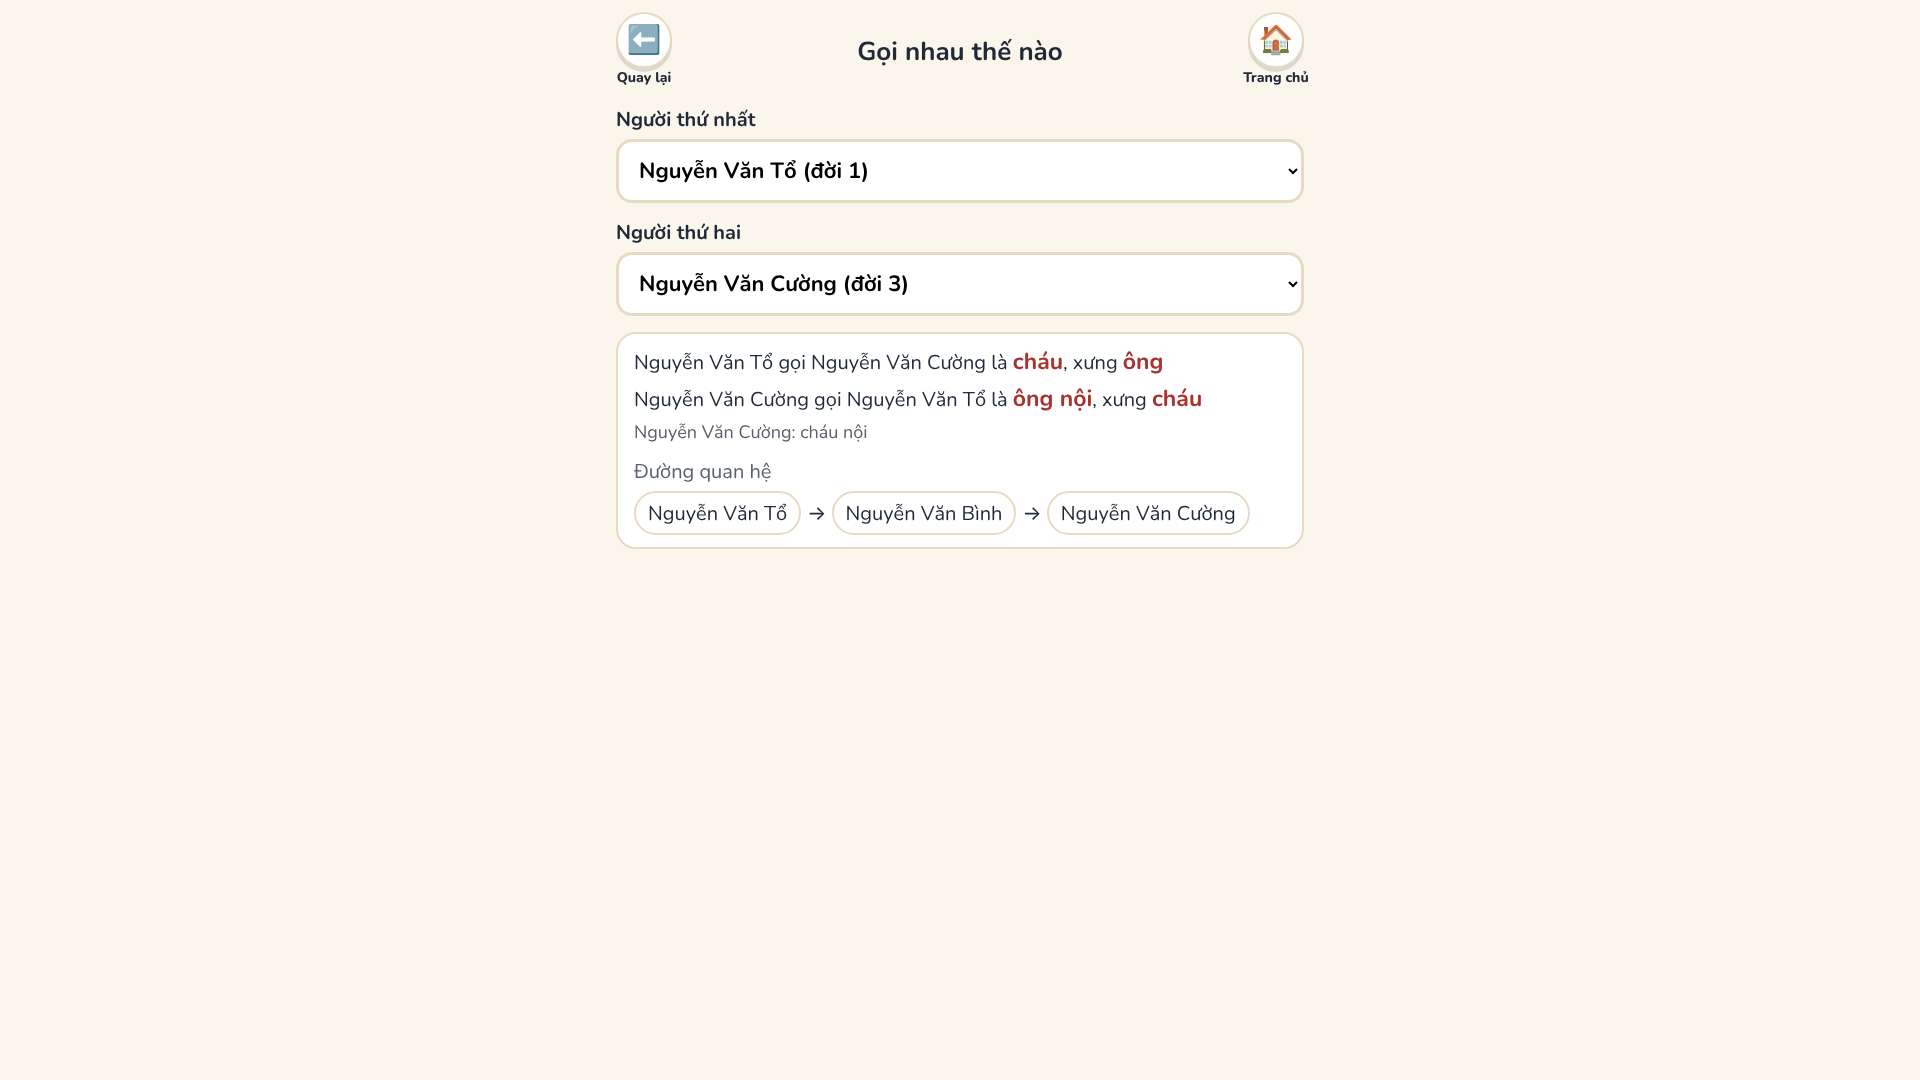 Gọi nhau thế nào
Quay lại
Trang chủ
Người thứ nhất
Nguyễn Văn Tổ (đời 1)
Người thứ hai
Nguyễn Văn Cường (đời 3)
Nguyễn Văn Tổ gọi Nguyễn Văn Cường là cháu, xưng ông
Nguyễn Văn Cường gọi Nguyễn Văn Tổ là ông nội, xưng cháu
Nguyễn Văn Cường: cháu nội
Đường quan hệ
Nguyễn Văn Tổ → Nguyễn Văn Bình → Nguyễn Văn Cường